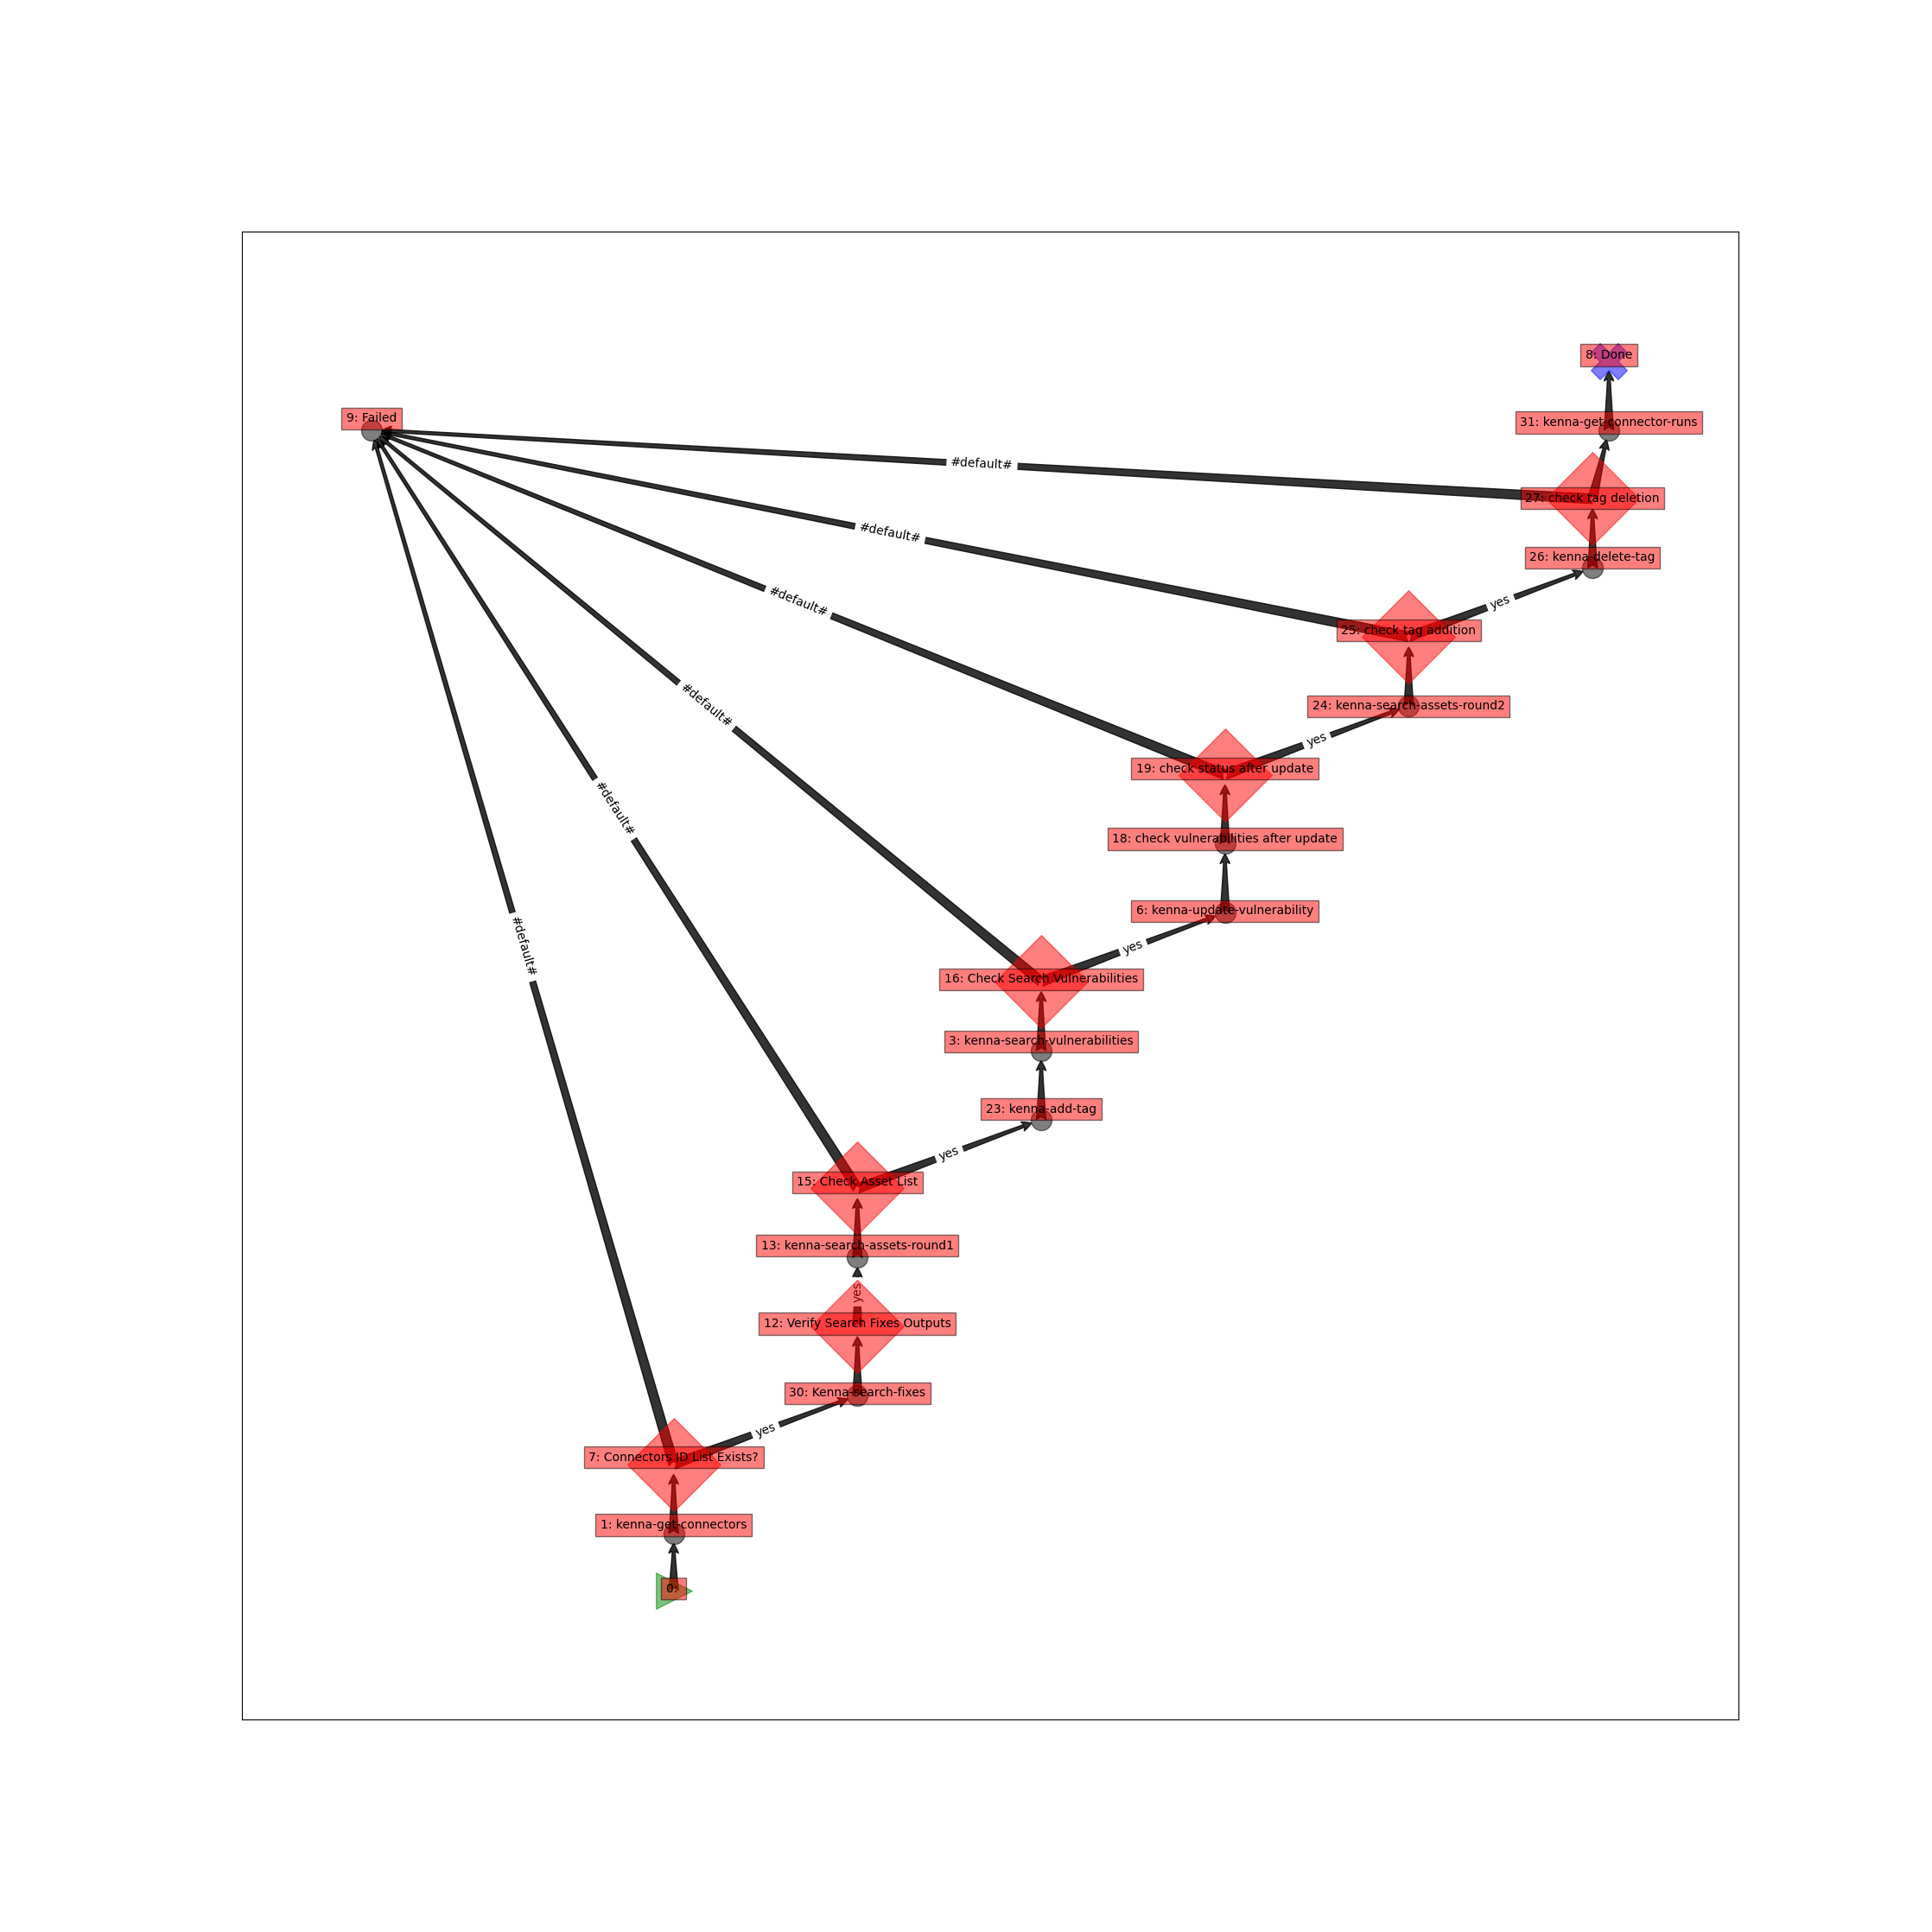 8: Done
9: Failed
31: kenna-get-connector-runs
#default#
27: check tag deletion
#default#
26: kenna-delete-tag
yes
#default#
25: check tag addition
#default#
24: kenna-search-assets-round2
yes
19: check status after update
#default#
18: check vulnerabilities after update
6: kenna-update-vulnerability
#default#
yes
16: Check Search Vulnerabilities
3: kenna-search-vulnerabilities
23: kenna-add-tag
yes
15: Check Asset List
13: kenna-search-assets-round1
yes
12: Verify Search Fixes Outputs
30: Kenna-search-fixes
yes
7: Connectors ID List Exists?
1: kenna-get-connectors
0: